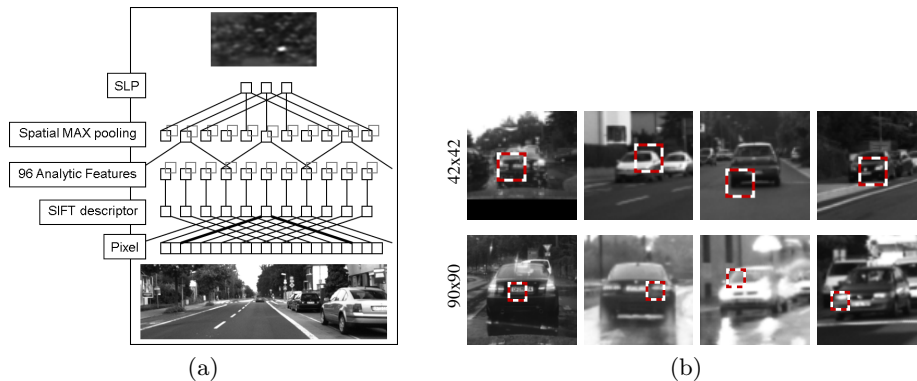 SLP
Spatial MAX pooling
96 Analytic Features
SIFT descriptor
Pixel
(a)
42x42
90x90
(b)